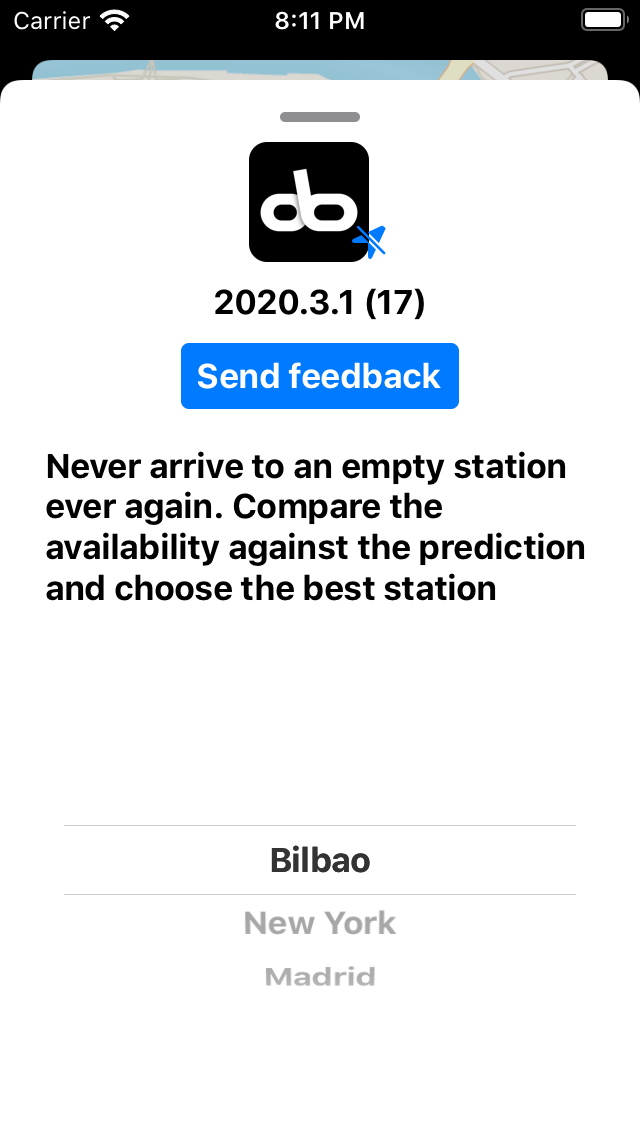 Carrier 8:11 PM
db
2020.3.1 (17)
Send feedback
Never arrive to an empty station
ever again. Compare the
availability against the prediction
and choose the best station
Bilbao
New York
Madrid